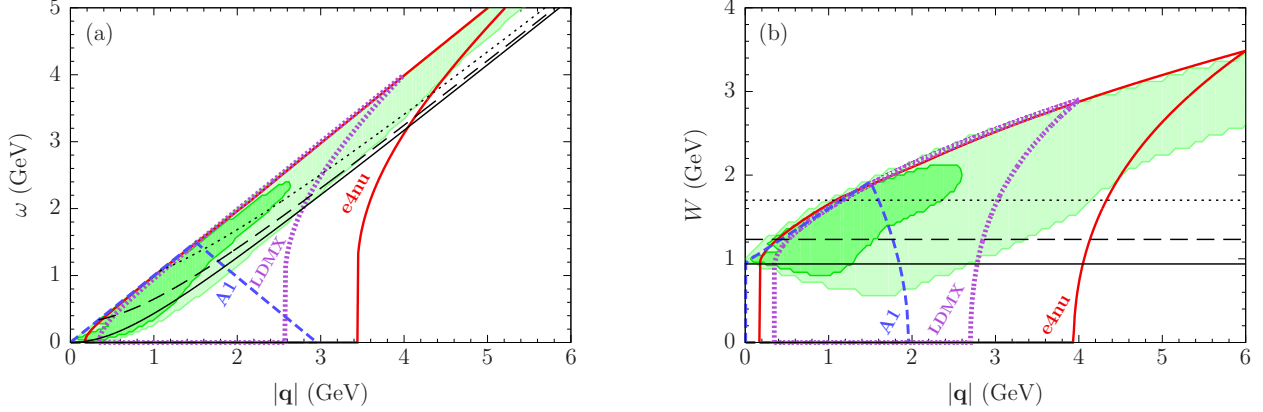 (a)
5
4
3
2
1
0
ω (GeV)
0 1 2 3 4 5 6
|q| (GeV)
A1
LDMX
e4nu
(b)
4
3
2
1
0
W (GeV)
0 1 2 3 4 5 6
|q| (GeV)
A1
LDMX
e4nu